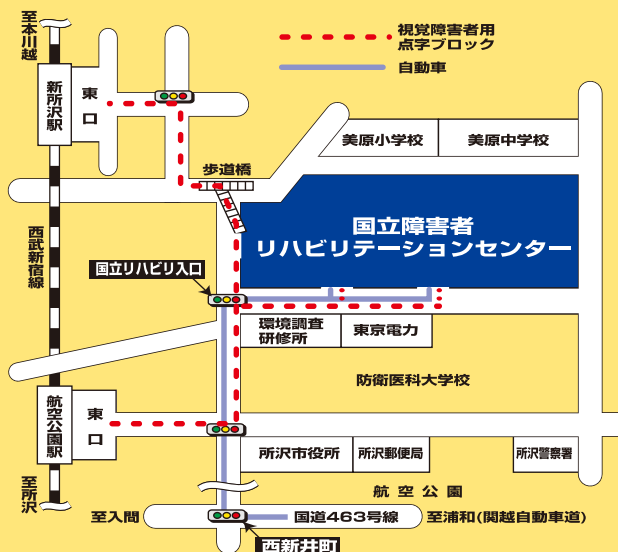 至本川越
視覚障害者用
点字ブロック
自動車
新所沢駅
東口
美原小学校
美原中学校
歩道橋
国立障害者
リハビリテーションセンター
西武新宿線
国立リハビリ入口
環境調査
研修所
東京電力
防衛医科大学校
航空公園駅
東口
所沢市役所
所沢郵便局
所沢警察署
至所沢
航空公園
至入間
国道463号線
至浦和(関越自動車道)
西新井町